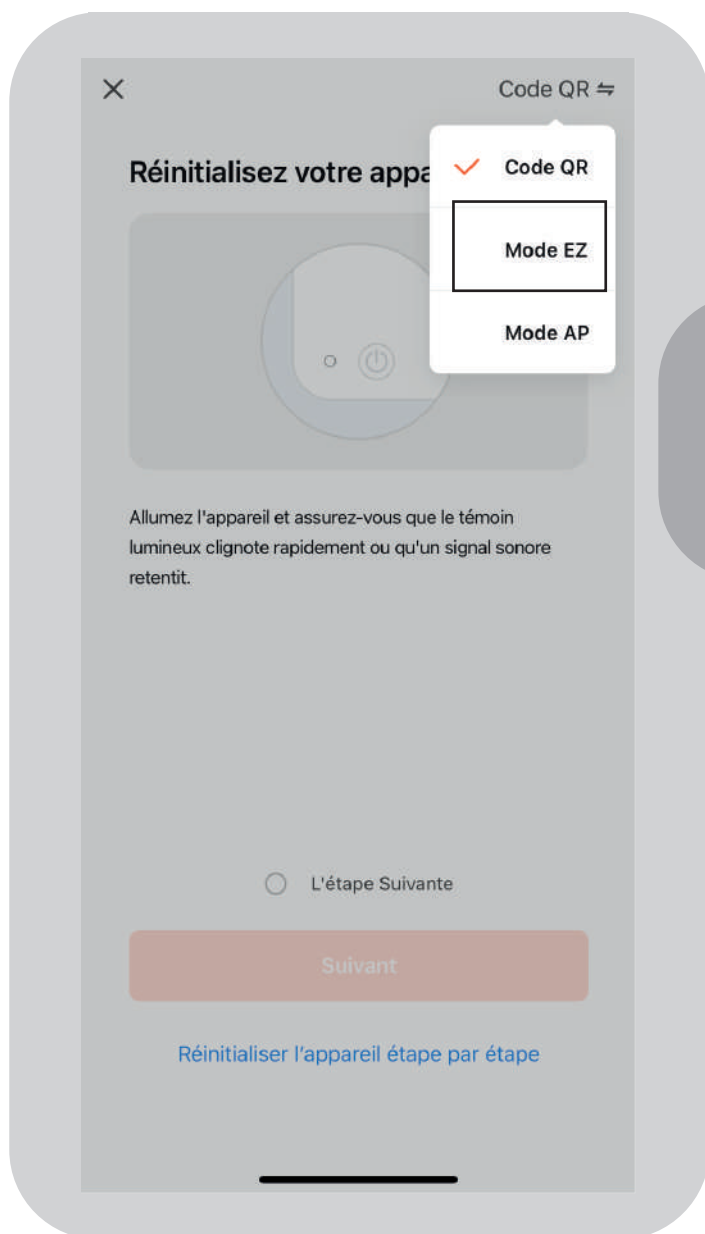 Code QR
Réinitialisez votre appa
Code QR
Mode EZ
Mode AP
Allumez l'appareil et assurez-vous que le témoin
lumineux clignote rapidement ou qu'un signal sonore
retentit.
L'étape Suivante
Suivant
Réinitialiser l'appareil étape par étape